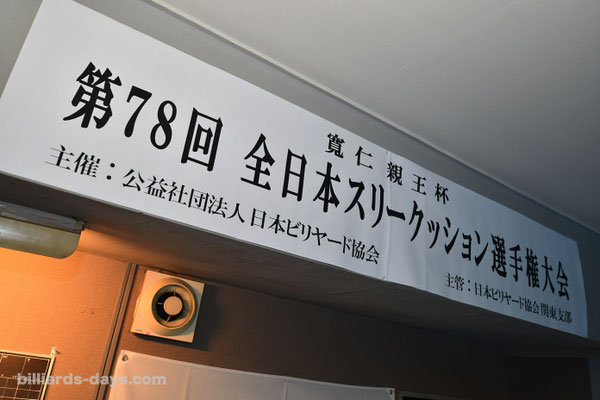 寬仁親王杯
第78回 全日本スリークッション選手権大会
主催：公益社団法人 日本ビリヤード協会
主管：日本ビリヤード協会 関東支部
billiards-days.com